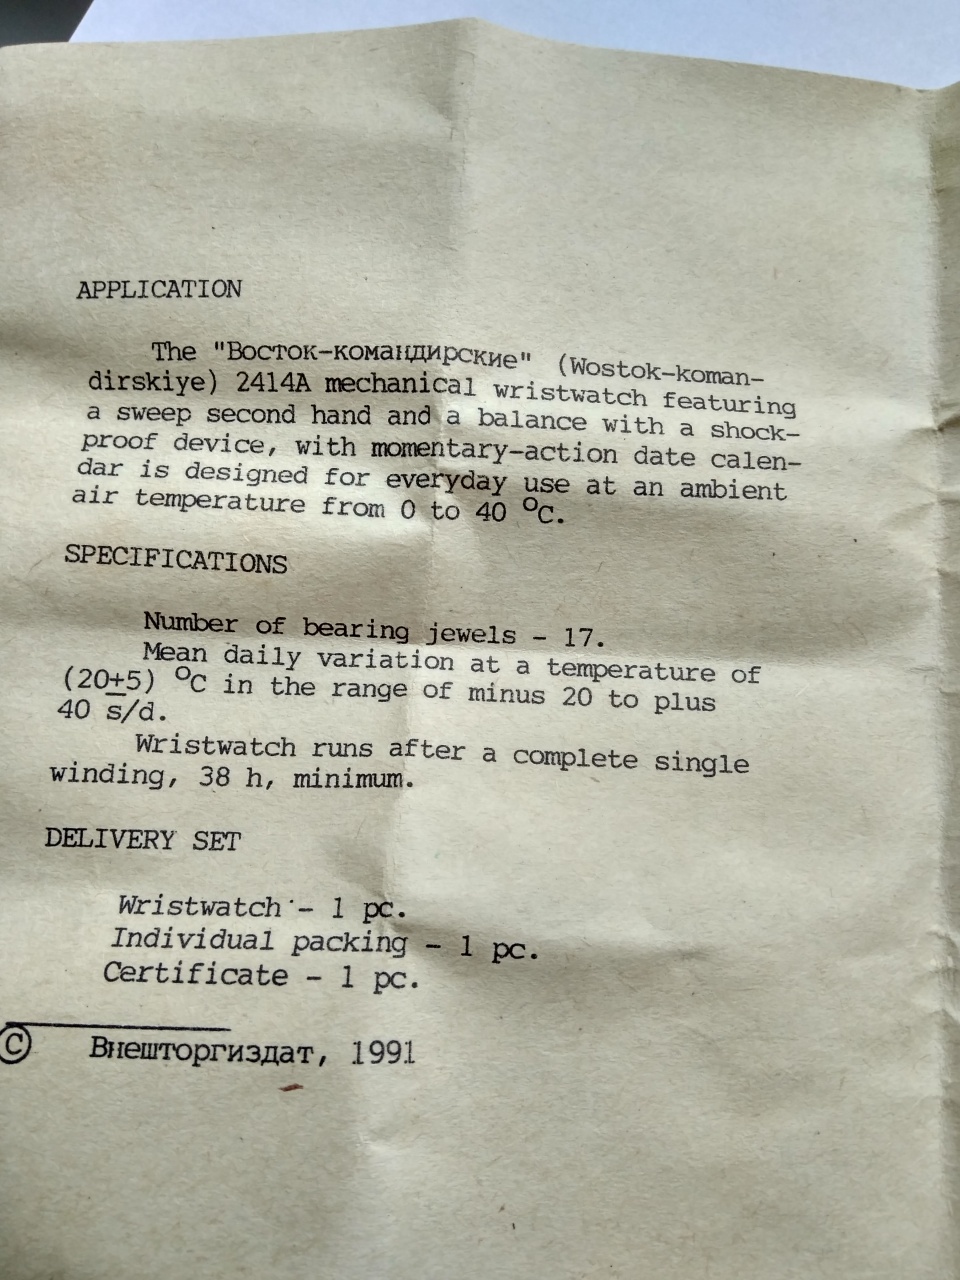 APPLICATION
The "Восток-командирские" (Wostok-koman-
dirskiye) 2414A mechanical wristwatch featuring
a sweep second hand and a balance with a shock-
proof device, with momentary-action date calen-
dar is designed for everyday use at an ambient
air temperature from 0 to 40 °C.
SPECIFICATIONS
Number of bearing jewels - 17.
Mean daily variation at a temperature of
(20±5) °C in the range of minus 20 to plus
40 s/d.
Wristwatch runs after a complete single
winding, 38 h, minimum.
DELIVERY SET
Wristwatch - 1 pc.
Individual packing - 1 pc.
Certificate - 1 pc.
© Внешторгиздат, 1991